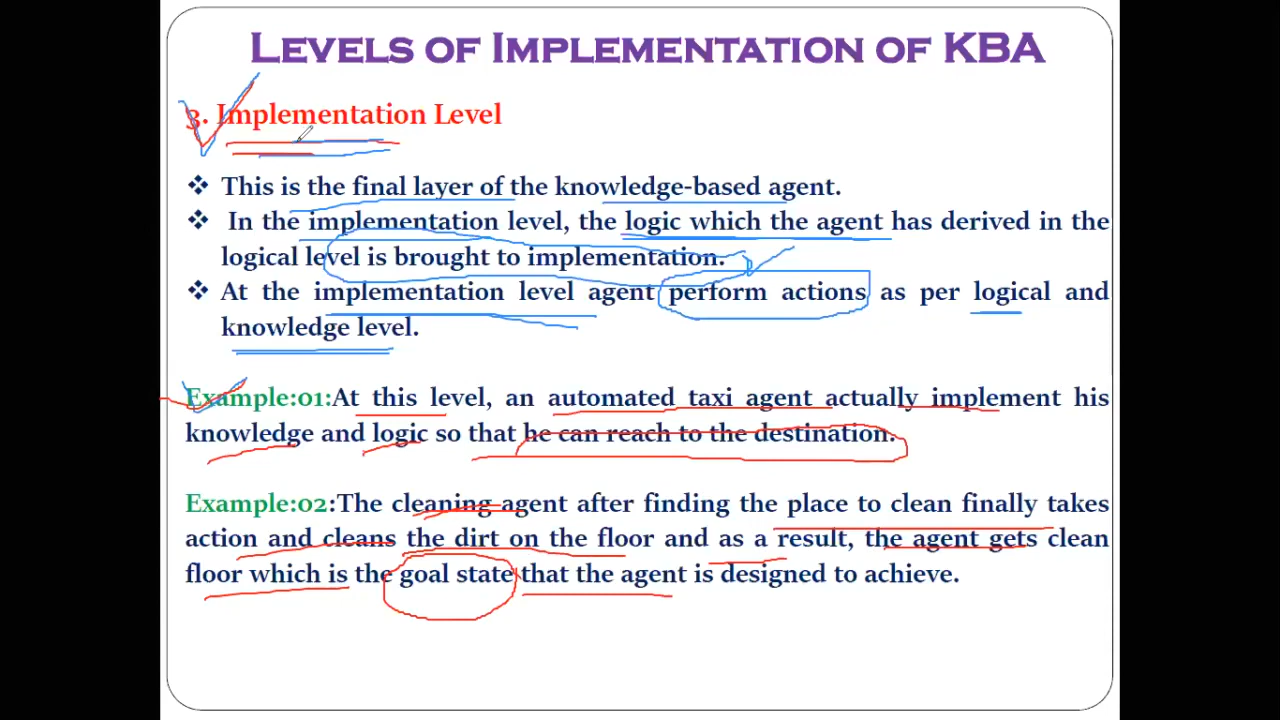 Levels of Implementation of KBA
3. Implementation Level
❖ This is the final layer of the knowledge-based agent.
❖ In the implementation level, the logic which the agent has derived in the
logical level is brought to implementation.
❖ At the implementation level agent perform actions as per logical and
knowledge level.
Example:01:At this level, an automated taxi agent actually implement his
knowledge and logic so that he can reach to the destination.
Example:02:The cleaning agent after finding the place to clean finally takes
action and cleans the dirt on the floor and as a result, the agent gets clean
floor which is the goal state that the agent is designed to achieve.